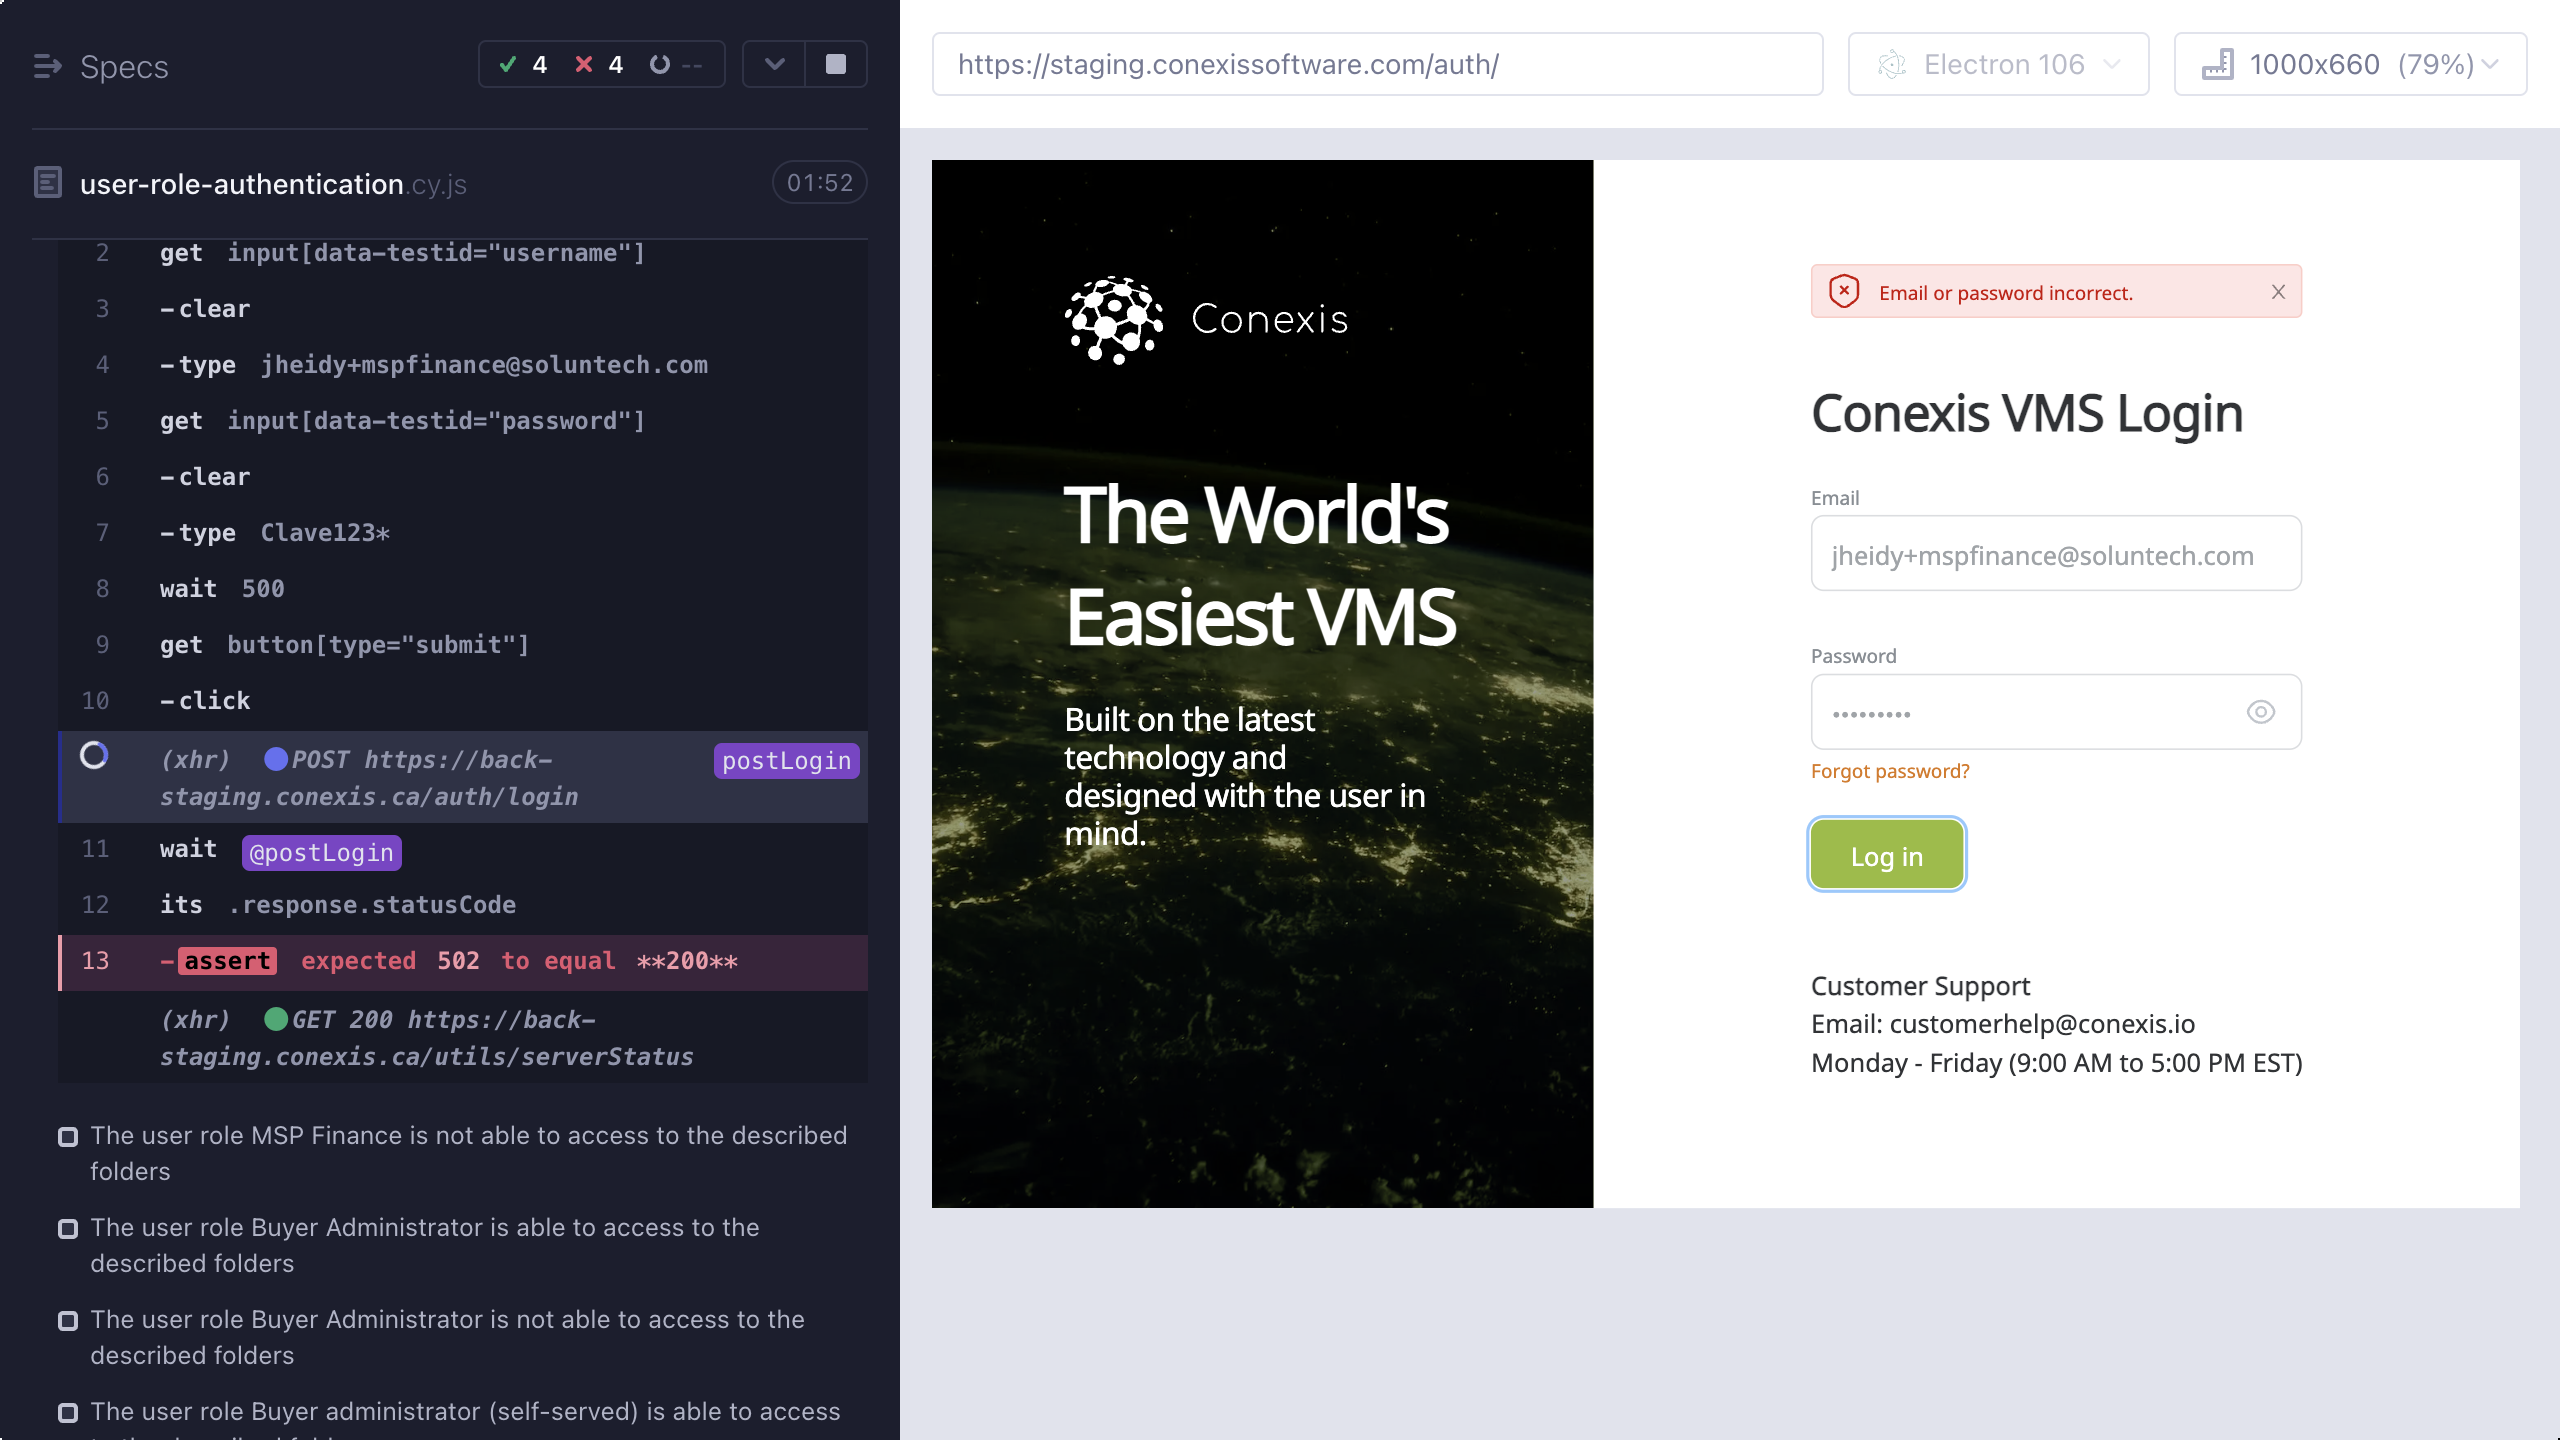 Specs
4 4 --
user-role-authentication.cy.js 01:52
2 get input[data-testid="username"]
3 -clear
4 -type jheidy+mspfinance@soluntech.com
5 get input[data-testid="password"]
6 -clear
7 -type Clave123*
8 wait 500
9 get button[type="submit"]
10 -click
(xhr) POST https://back- postLogin
staging.conexis.ca/auth/login
11 wait @postLogin
12 its .response.statusCode
13 -assert expected 502 to equal **200**
(xhr) GET 200 https://back-
staging.conexis.ca/utils/serverStatus
The user role MSP Finance is not able to access to the described
folders
The user role Buyer Administrator is able to access to the
described folders
The user role Buyer Administrator is not able to access to the
described folders
The user role Buyer administrator (self-served) is able to access
https://staging.conexissoftware.com/auth/
Electron 106
1000x660 (79%)
Conexis
The World's
Easiest VMS
Built on the latest
technology and
designed with the user in
mind.
Email or password incorrect.
Conexis VMS Login
Email
jheidy+mspfinance@soluntech.com
Password
•••••••••
Forgot password?
Log in
Customer Support
Email: customerhelp@conexis.io
Monday - Friday (9:00 AM to 5:00 PM EST)